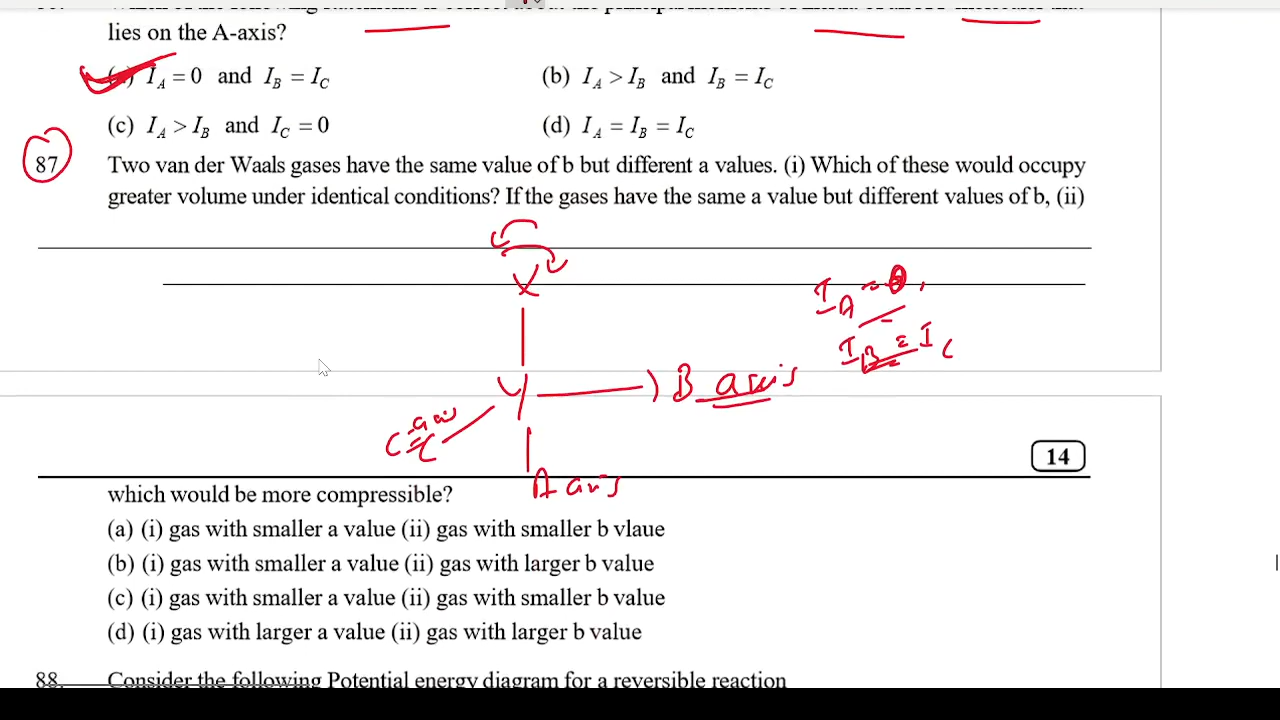 lies on the A-axis?
I_A = 0 and I_B = I_C
(b) I_A > I_B and I_B = I_C
(c) I_A > I_B and I_C = 0
(d) I_A = I_B = I_C
87
Two van der Waals gases have the same value of b but different a values. (i) Which of these would occupy
greater volume under identical conditions? If the gases have the same a value but different values of b, (ii)
X
I_A = 0,
I_B = I_C
Y
B axis
C
A axis
14
which would be more compressible?
(a) (i) gas with smaller a value (ii) gas with smaller b vlaue
(b) (i) gas with smaller a value (ii) gas with larger b value
(c) (i) gas with smaller a value (ii) gas with smaller b value
(d) (i) gas with larger a value (ii) gas with larger b value
88. Consider the following Potential energy diagram for a reversible reaction